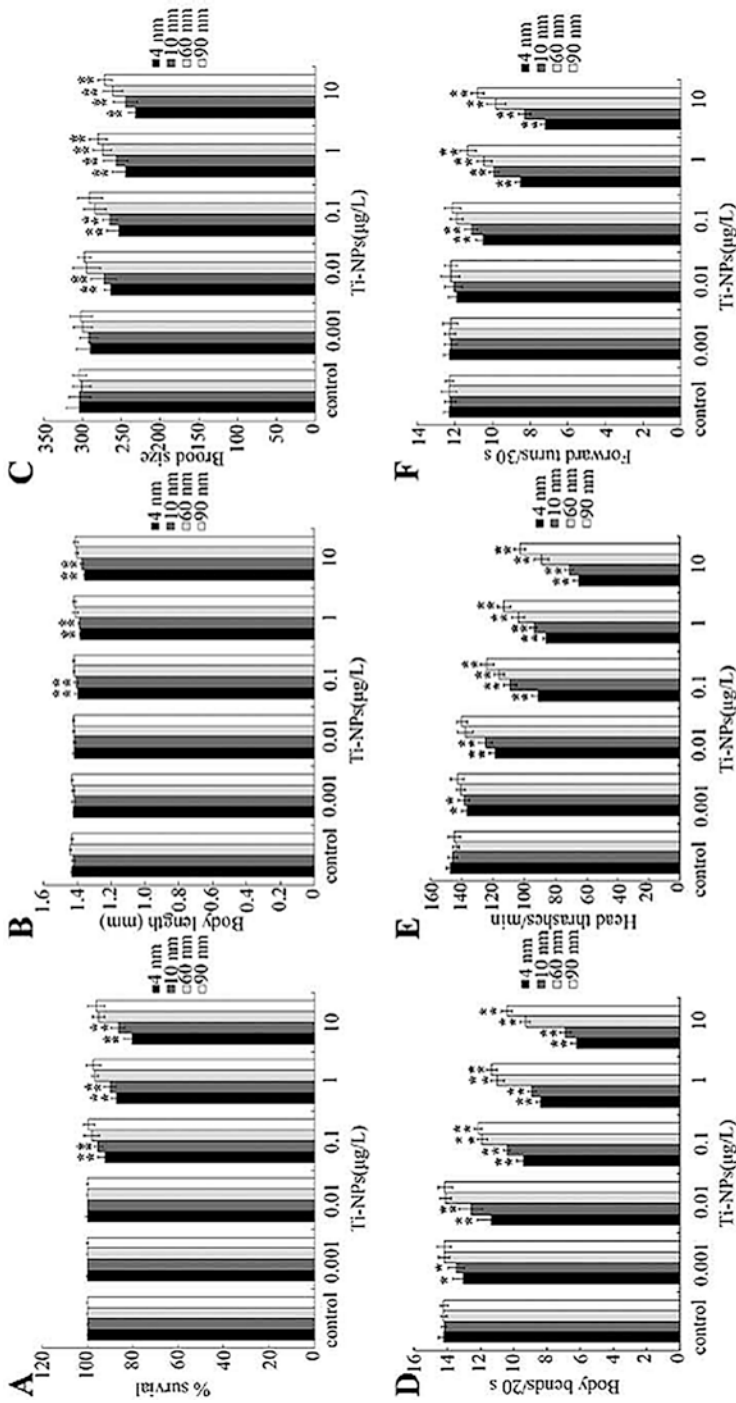 A
% survial
120
100
80
60
40
20
0
control 0.001 0.01 0.1 1 10
Ti-NPs(μg/L)
** ** ** ** ** **
4 nm
10 nm
60 nm
90 nm
B
Body length (mm)
1.6
1.4
1.2
1.0
0.8
0.6
0.4
0.2
0
control 0.001 0.01 0.1 1 10
Ti-NPs(μg/L)
** ** ** ** ** **
4 nm
10 nm
60 nm
90 nm
C
Brood size
350
300
250
200
150
100
50
0
control 0.001 0.01 0.1 1 10
Ti-NPs(μg/L)
** ** ** ** ** ** ** ** ** ** ** **
4 nm
10 nm
60 nm
90 nm
D
Body bends/20 s
16
14
12
10
8
6
4
2
0
control 0.001 0.01 0.1 1 10
Ti-NPs(μg/L)
* * ** ** ** ** ** ** ** ** ** ** ** ** ** **
4 nm
10 nm
60 nm
90 nm
E
Head thrashes/min
160
140
120
100
80
60
40
20
0
control 0.001 0.01 0.1 1 10
Ti-NPs(μg/L)
* * ** ** ** ** ** ** ** ** ** ** ** ** ** **
4 nm
10 nm
60 nm
90 nm
F
Forward turns/30 s
14
12
10
8
6
4
2
0
control 0.001 0.01 0.1 1 10
Ti-NPs(μg/L)
** ** ** ** ** ** ** ** ** **
4 nm
10 nm
60 nm
90 nm